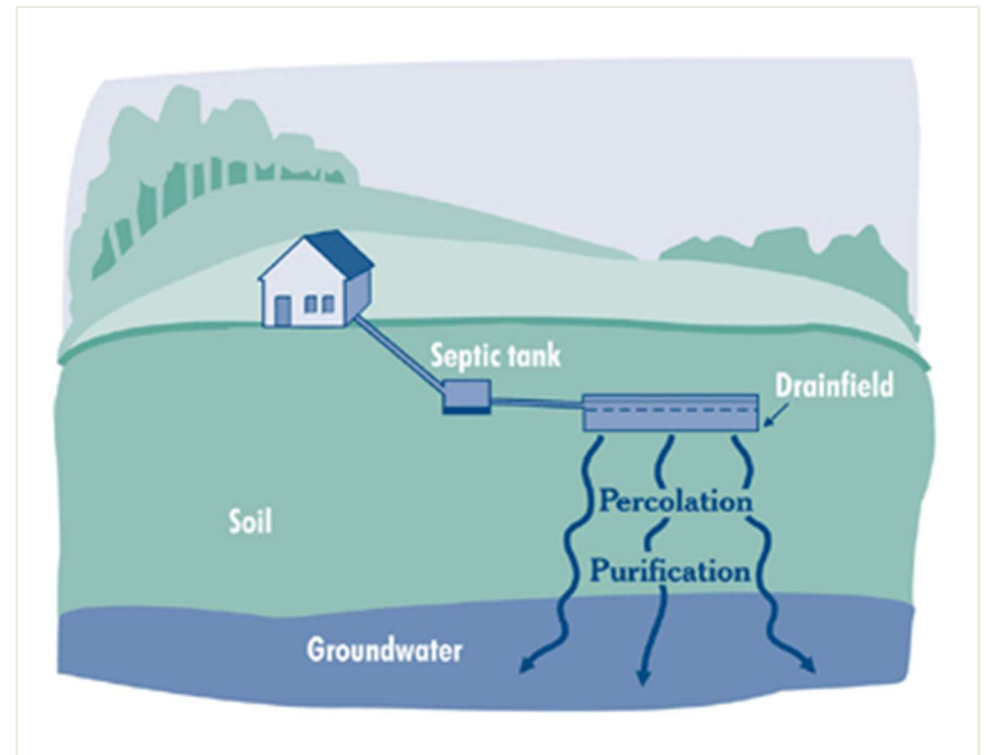 Septic tank
Drainfield
Percolation
Soil
Purification
Groundwater